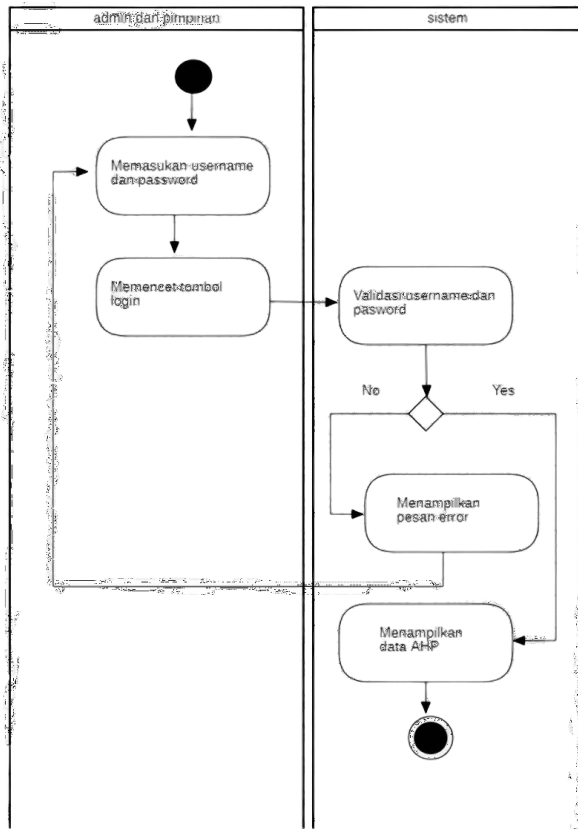 admin dan pimpinan
sistem
Memasukan username
dan password
Memencet tombol
login
Validasi username dan
pasword
No
Yes
Menampilkan
pesan error
Menampilkan
data AHP